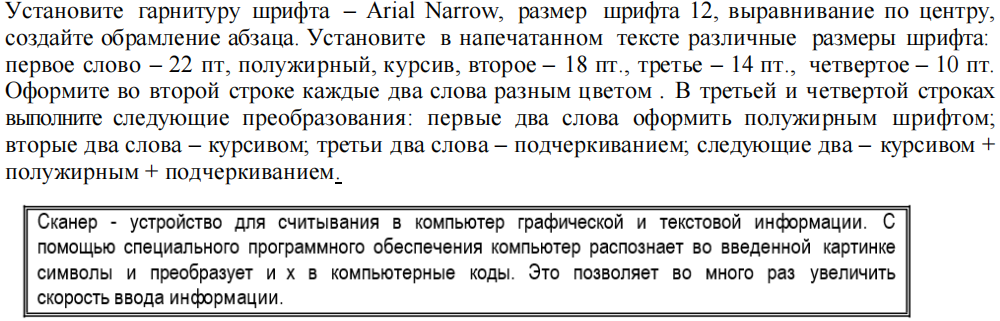 Установите гарнитуру шрифта – Arial Narrow, размер шрифта 12, выравнивание по центру,
создайте обрамление абзаца. Установите в напечатанном тексте различные размеры шрифта:
первое слово – 22 пт, полужирный, курсив, второе – 18 пт., третье – 14 пт., четвертое – 10 пт.
Оформите во второй строке каждые два слова разным цветом . В третьей и четвертой строках
выполните следующие преобразования: первые два слова оформить полужирным шрифтом;
вторые два слова – курсивом; третьи два слова – подчеркиванием; следующие два – курсивом +
полужирным + подчеркиванием.
Сканер - устройство для считывания в компьютер графической и текстовой информации. С
помощью специального программного обеспечения компьютер распознает во введенной картинке
символы и преобразует и х в компьютерные коды. Это позволяет во много раз увеличить
скорость ввода информации.